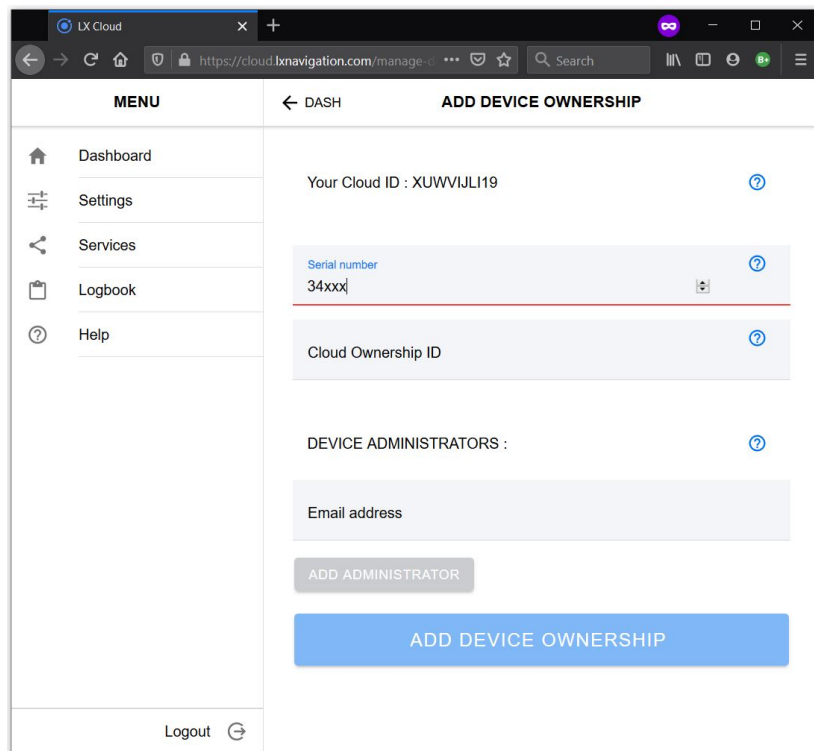 LX Cloud
https://cloud.lxnavigation.com/manage-d
Search
B+
MENU
DASH
ADD DEVICE OWNERSHIP
Dashboard
Settings
Services
Logbook
Help
Your Cloud ID : XUWVIJLI19
Serial number
34xxx
Cloud Ownership ID
DEVICE ADMINISTRATORS :
Email address
ADD ADMINISTRATOR
ADD DEVICE OWNERSHIP
Logout